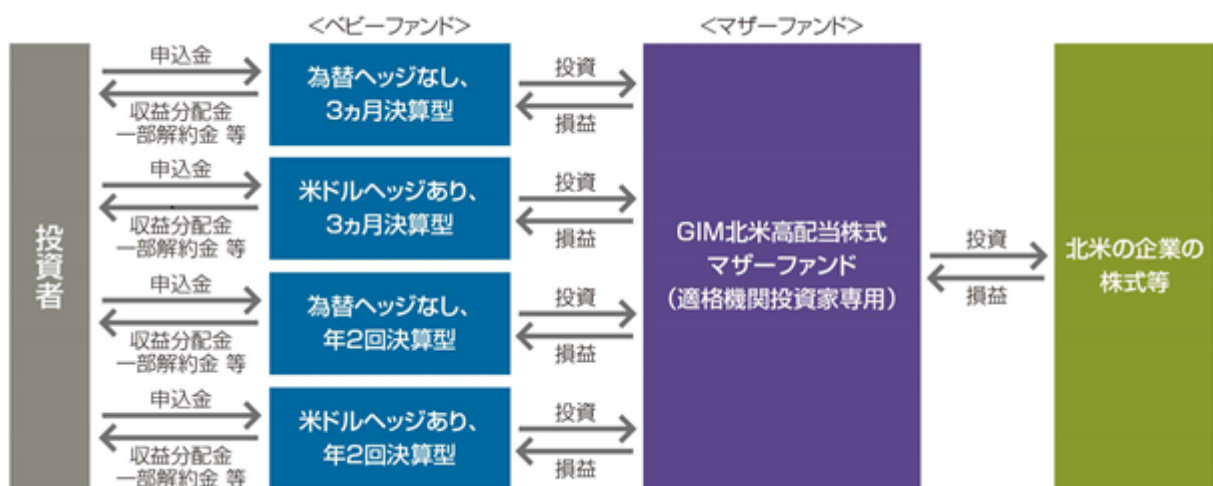 <ベビーファンド>
<マザーファンド>
投資者
申込金
収益分配金
一部解約金 等
為替ヘッジなし、
3ヵ月決算型
投資
損益
申込金
収益分配金
一部解約金 等
米ドルヘッジあり、
3ヵ月決算型
投資
損益
申込金
収益分配金
一部解約金 等
為替ヘッジなし、
年2回決算型
投資
損益
申込金
収益分配金
一部解約金 等
米ドルヘッジあり、
年2回決算型
投資
損益
GIM北米高配当株式
マザーファンド
(適格機関投資家専用)
投資
損益
北米の企業の
株式等